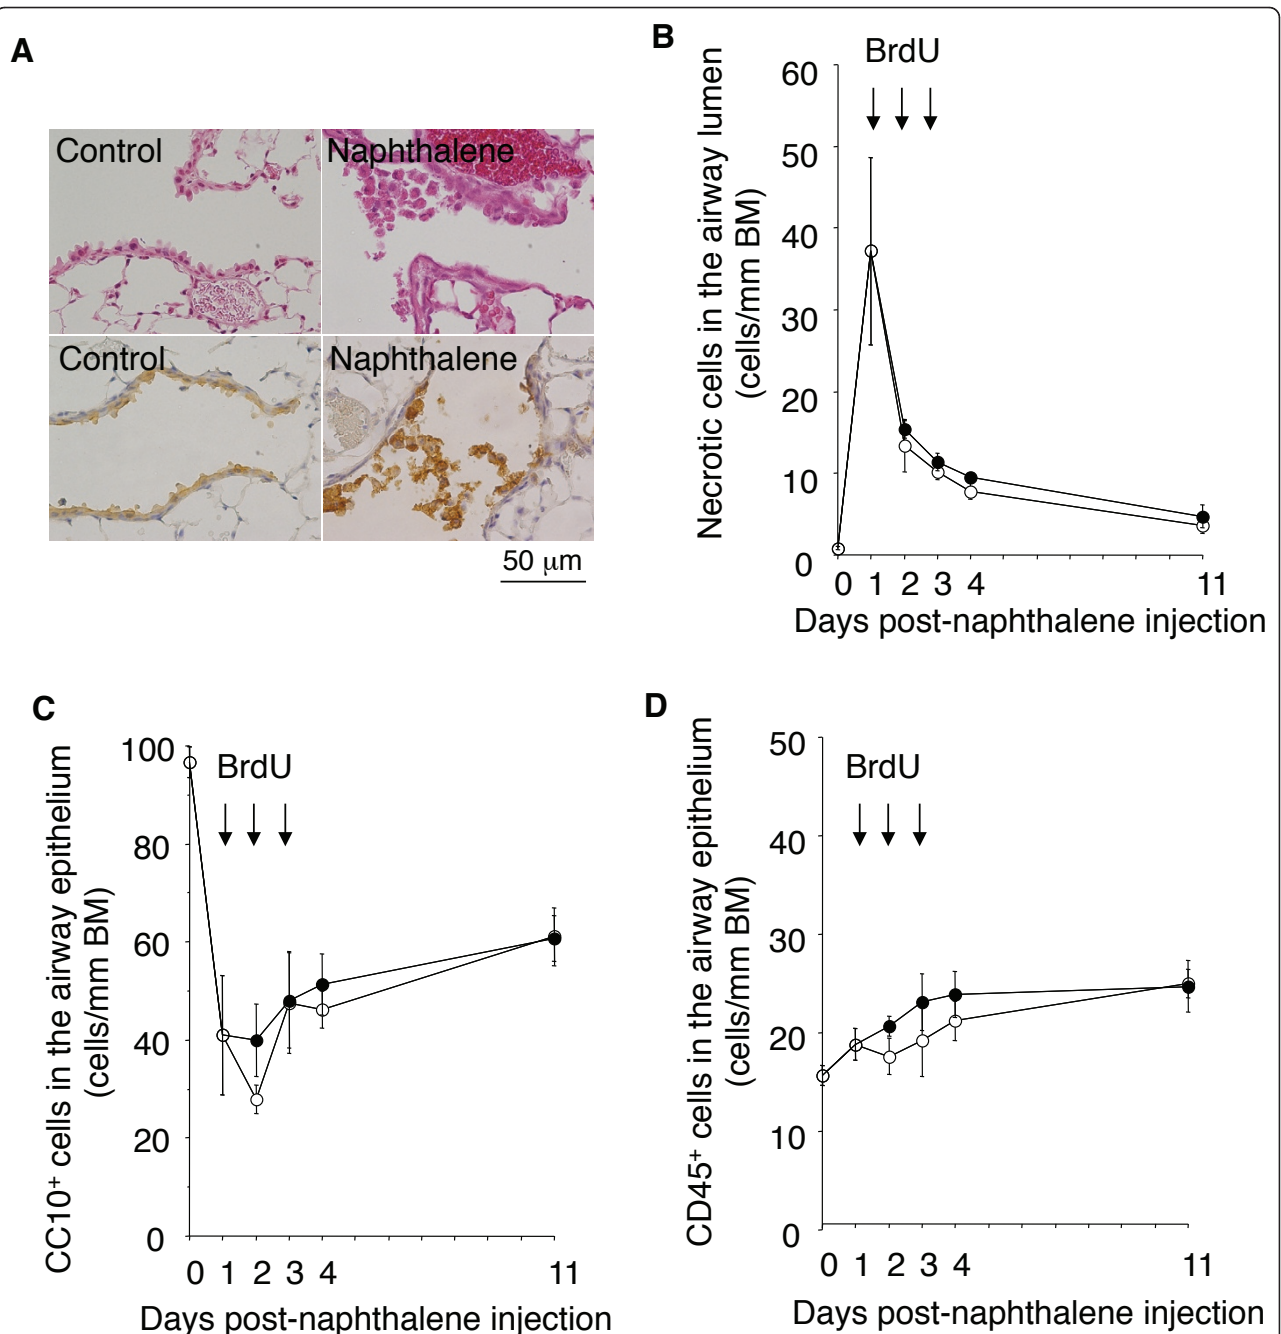 A
Control
Naphthalene
Control
Naphthalene
50 μm
B
BrdU
Necrotic cells in the airway lumen
(cells/mm BM)
60
50
40
30
20
10
0
0 1 2 3 4 11
Days post-naphthalene injection
C
BrdU
CC10⁺ cells in the airway epithelium
(cells/mm BM)
100
80
60
40
20
0
0 1 2 3 4 11
Days post-naphthalene injection
D
BrdU
CD45⁺ cells in the airway epithelium
(cells/mm BM)
50
40
30
20
10
0
0 1 2 3 4 11
Days post-naphthalene injection